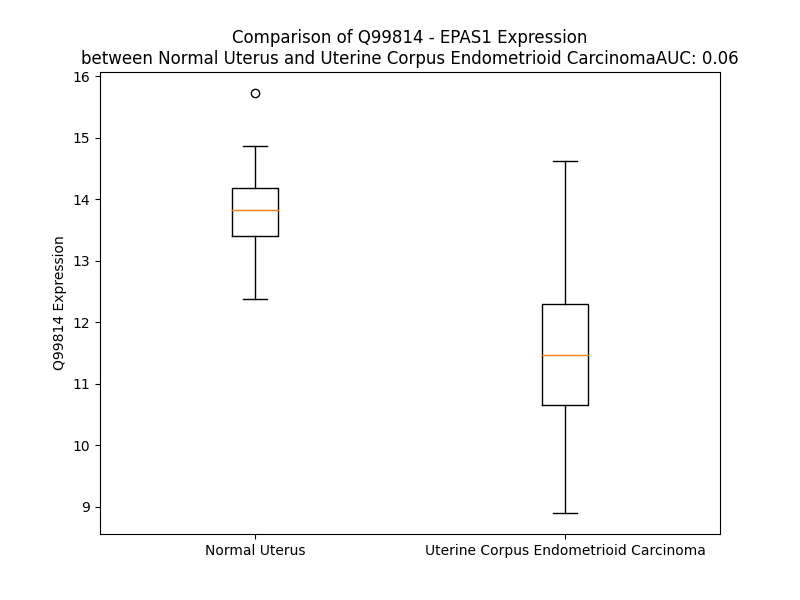 Comparison of Q99814 - EPAS1 Expression
between Normal Uterus and Uterine Corpus Endometrioid CarcinomaAUC: 0.06
16
15
14
13
12
11
10
9
Q99814 Expression
Normal Uterus
Uterine Corpus Endometrioid Carcinoma